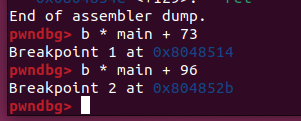 End of assembler dump.
pwndbg> b * main + 73
Breakpoint 1 at 0x8048514
pwndbg> b * main + 96
Breakpoint 2 at 0x804852b
pwndbg>